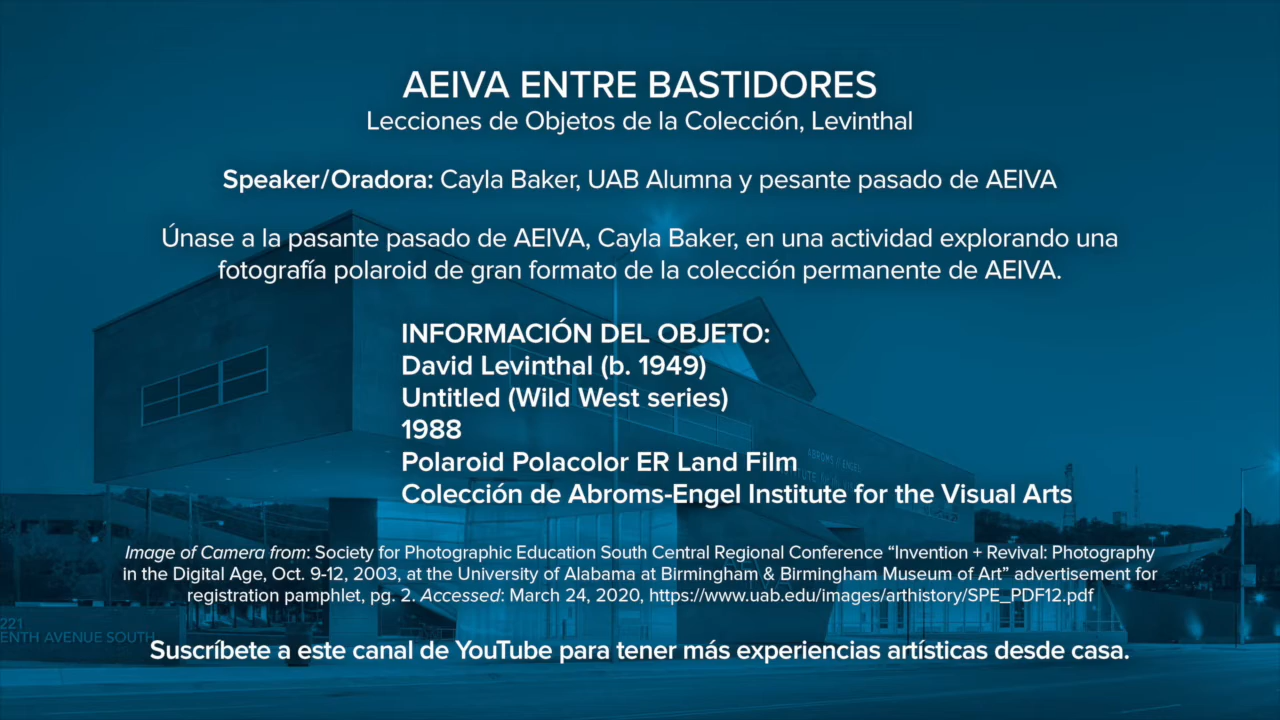 AEIVA ENTRE BASTIDORES
Lecciones de Objetos de la Colección, Levinthal
Speaker/Oradora: Cayla Baker, UAB Alumna y pesante pasado de AEIVA
Únase a la pasante pasado de AEIVA, Cayla Baker, en una actividad explorando una
fotografía polaroid de gran formato de la colección permanente de AEIVA.
INFORMACIÓN DEL OBJETO:
David Levinthal (b. 1949)
Untitled (Wild West series)
1988
Polaroid Polacolor ER Land Film
Colección de Abroms-Engel Institute for the Visual Arts
ABROMS // ENGEL
Image of Camera from: Society for Photographic Education South Central Regional Conference “Invention + Revival: Photography
in the Digital Age, Oct. 9-12, 2003, at the University of Alabama at Birmingham & Birmingham Museum of Art” advertisement for
registration pamphlet, pg. 2. Accessed: March 24, 2020, https://www.uab.edu/images/arthistory/SPE_PDF12.pdf
221
ENTH AVENUE SOUTH
Suscríbete a este canal de YouTube para tener más experiencias artísticas desde casa.